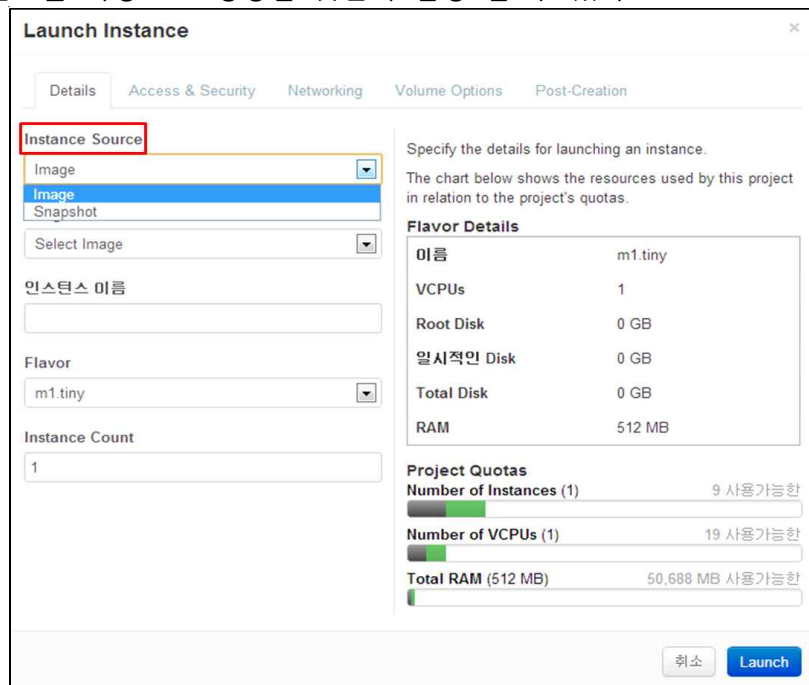 Launch Instance
×
Details Access & Security Networking Volume Options Post-Creation
Instance Source
Image
Image
Snapshot
Select Image
인스턴스 이름
Flavor
m1.tiny
Instance Count
1
Specify the details for launching an instance.
The chart below shows the resources used by this project
in relation to the project's quotas.
Flavor Details
이름 m1.tiny
VCPUs 1
Root Disk 0 GB
일시적인 Disk 0 GB
Total Disk 0 GB
RAM 512 MB
Project Quotas
Number of Instances (1) 9 사용가능한
Number of VCPUs (1) 19 사용가능한
Total RAM (512 MB) 50,688 MB 사용가능한
취소 Launch